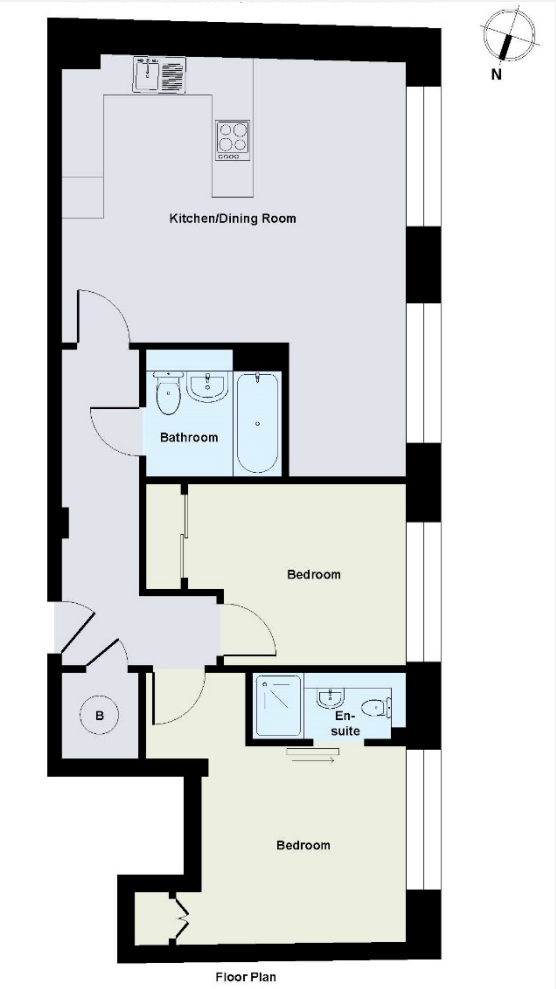 N
Kitchen/Dining Room
Bathroom
Bedroom
B
En-
suite
Bedroom
Floor Plan